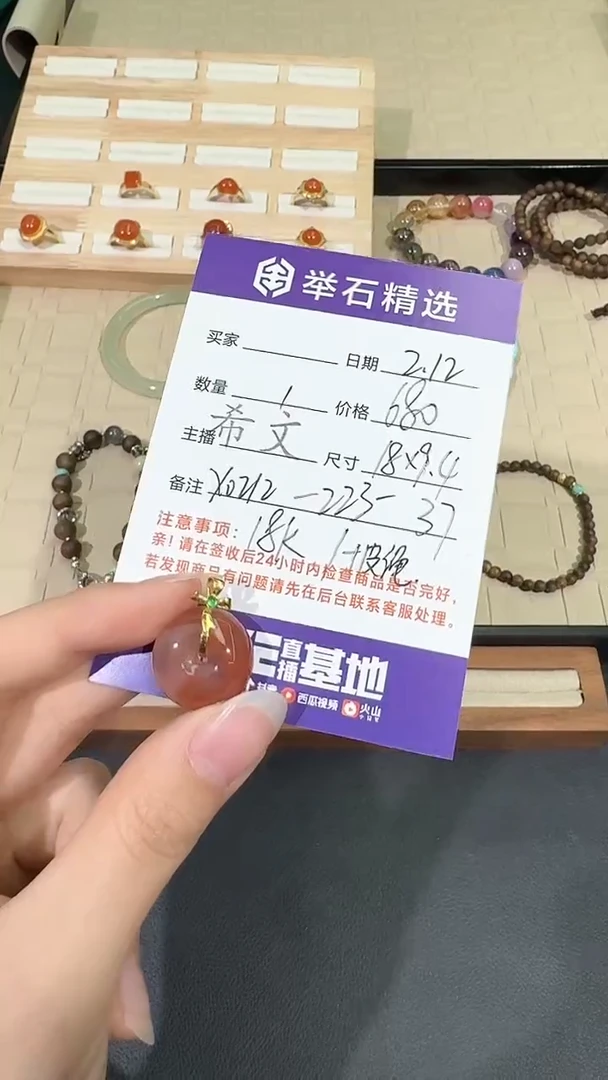 举石精选
买家 日期 2.12
数量 1 价格 680
主播 希文 尺寸 18×9.4
备注 -225- 37
注意事项： 18K 1+皮绳
亲！请在签收后24小时内检查商品是否完好，
若发现商品有问题请先在后台联系客服处理。
直播基地
抖音 西瓜视频 火山